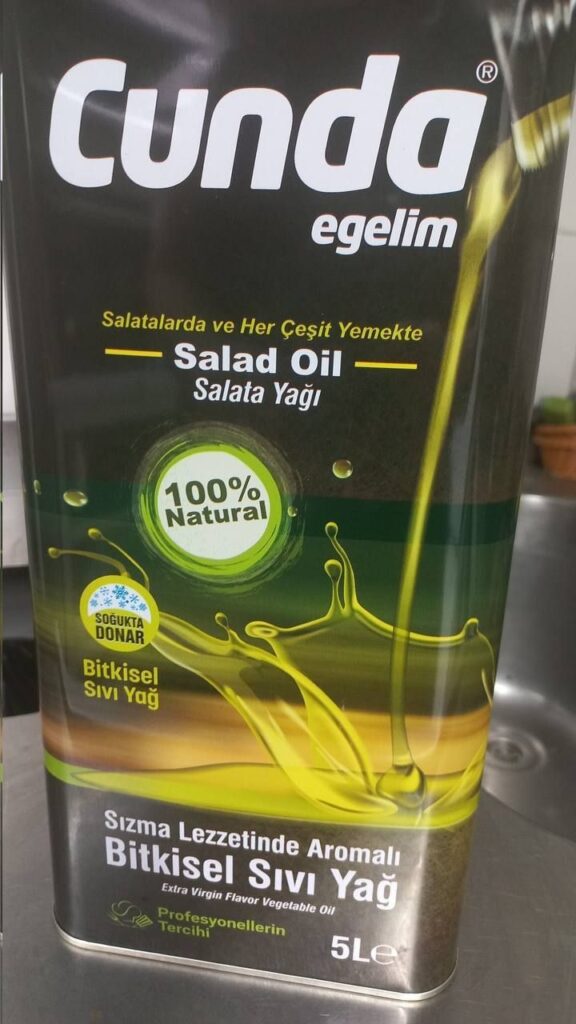 Cunda®
egelim
Salatalarda ve Her Çeşit Yemekte
Salad Oil
Salata Yağı
100%
Natural
SOĞUKTA
DONAR
Bitkisel
Sıvı Yağ
Sızma Lezzetinde Aromalı
Bitkisel Sıvı Yağ
Extra Virgin Flavor Vegetable Oil
Profesyonellerin
Tercihi
5L℮